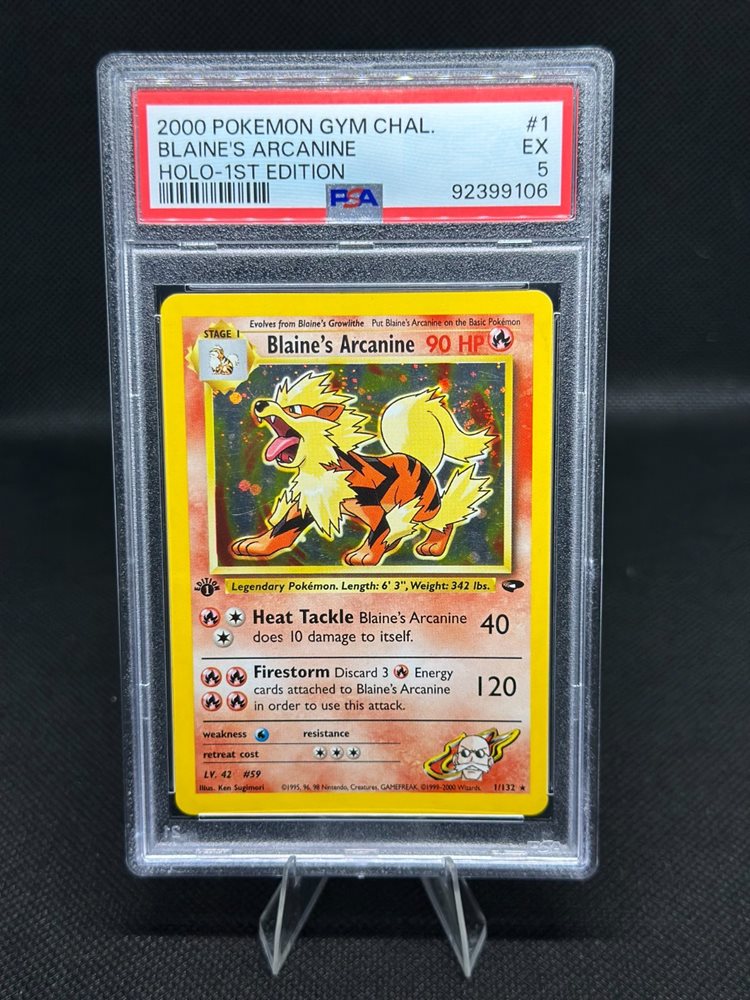 2000 POKEMON GYM CHAL. #1
BLAINE'S ARCANINE EX
HOLO-1ST EDITION 5
PSA 92399106
Evolves from Blaine's Growlithe Put Blaine's Arcanine on the Basic Pokémon
STAGE 1
Blaine's Arcanine 90 HP
EDITION
1
Legendary Pokémon. Length: 6' 3", Weight: 342 lbs.
Heat Tackle Blaine's Arcanine
does 10 damage to itself.
40
Firestorm Discard 3 Energy
cards attached to Blaine's Arcanine
in order to use this attack.
120
weakness resistance
retreat cost
LV. 42 #59
Illus. Ken Sugimori ©1995, 96, 98 Nintendo, Creatures, GAMEFREAK. ©1999-2000 Wizards. 1/132 ★